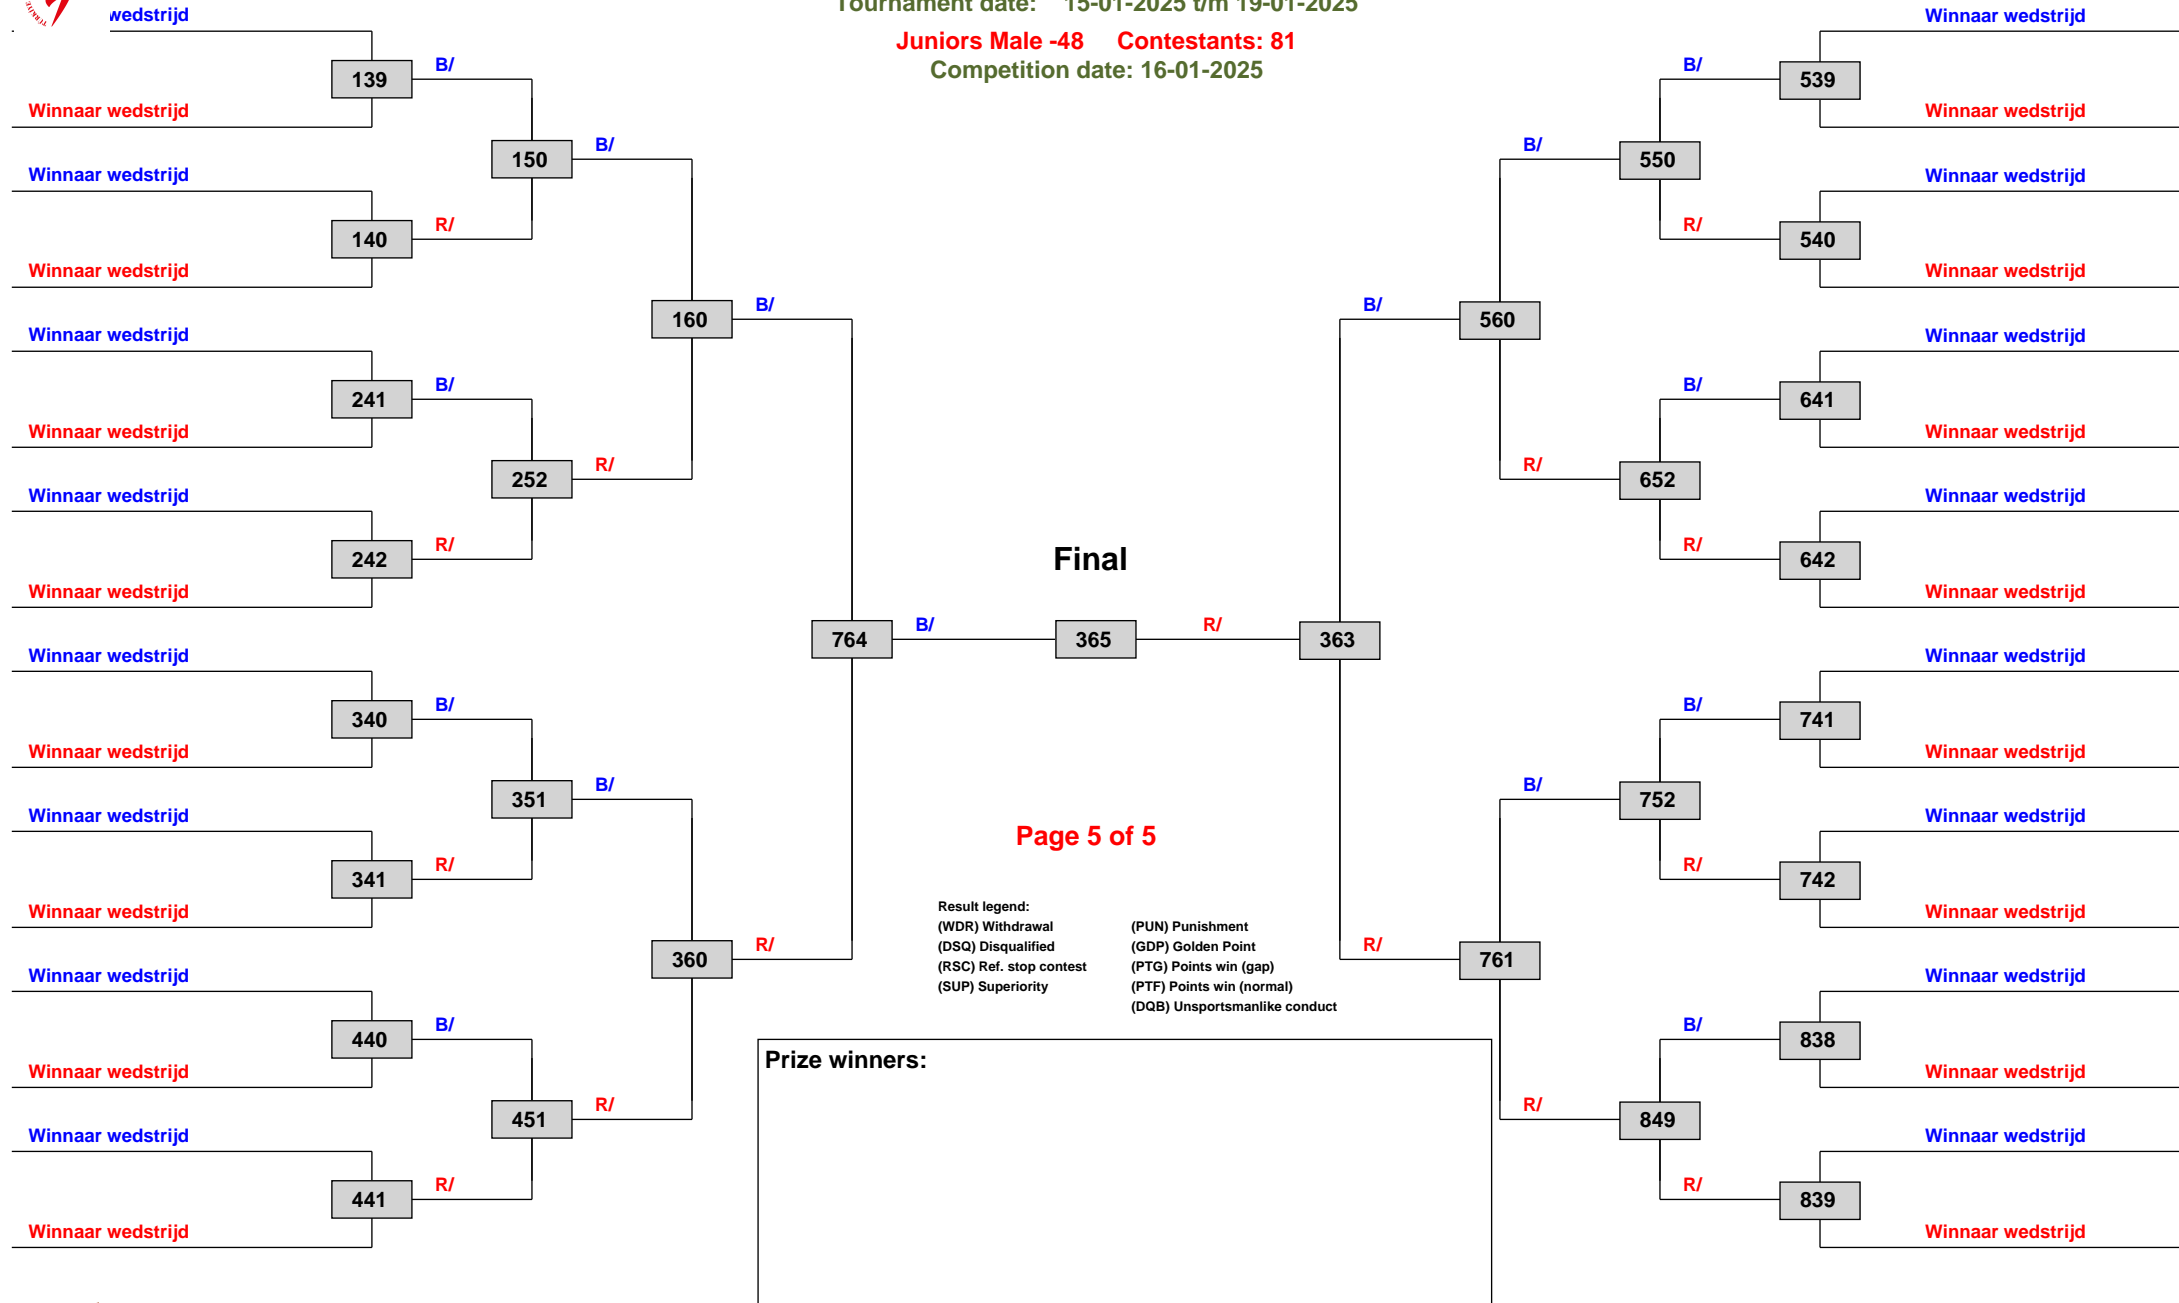 Tournament date: 15-01-2025 t/m 19-01-2025
Juniors Male -48 Contestants: 81
Competition date: 16-01-2025
TÜRKİYE
wedstrijd
139
B/
Winnaar wedstrijd
150
B/
Winnaar wedstrijd
140
R/
Winnaar wedstrijd
160
B/
Winnaar wedstrijd
241
B/
Winnaar wedstrijd
252
R/
Winnaar wedstrijd
242
R/
Winnaar wedstrijd
764
B/
Winnaar wedstrijd
340
B/
Winnaar wedstrijd
351
B/
Winnaar wedstrijd
341
R/
Winnaar wedstrijd
360
R/
Winnaar wedstrijd
440
B/
Winnaar wedstrijd
451
R/
Winnaar wedstrijd
441
R/
Winnaar wedstrijd
Final
365
R/
363
Winnaar wedstrijd
B/
539
Winnaar wedstrijd
B/
550
Winnaar wedstrijd
R/
540
Winnaar wedstrijd
B/
560
Winnaar wedstrijd
B/
641
Winnaar wedstrijd
R/
652
Winnaar wedstrijd
R/
642
Winnaar wedstrijd
Winnaar wedstrijd
B/
741
Winnaar wedstrijd
B/
752
Winnaar wedstrijd
R/
742
Winnaar wedstrijd
R/
761
Winnaar wedstrijd
B/
838
Winnaar wedstrijd
R/
849
Winnaar wedstrijd
R/
839
Winnaar wedstrijd
Page 5 of 5
Result legend:
(WDR) Withdrawal (PUN) Punishment
(DSQ) Disqualified (GDP) Golden Point
(RSC) Ref. stop contest (PTG) Points win (gap)
(SUP) Superiority (PTF) Points win (normal)
(DQB) Unsportsmanlike conduct
Prize winners: